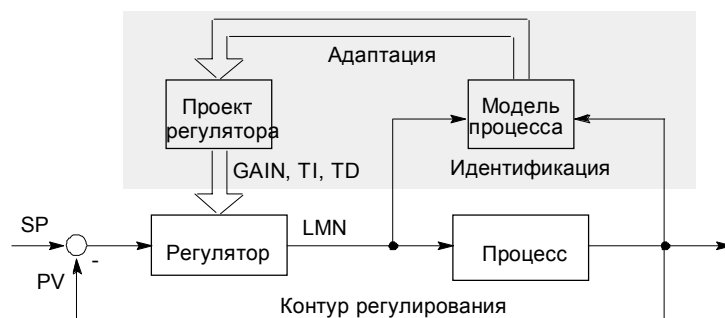 Адаптация
Проект
регулятора
Модель
процесса
GAIN, TI, TD
Идентификация
SP
Регулятор
LMN
Процесс
-
PV
Контур регулирования